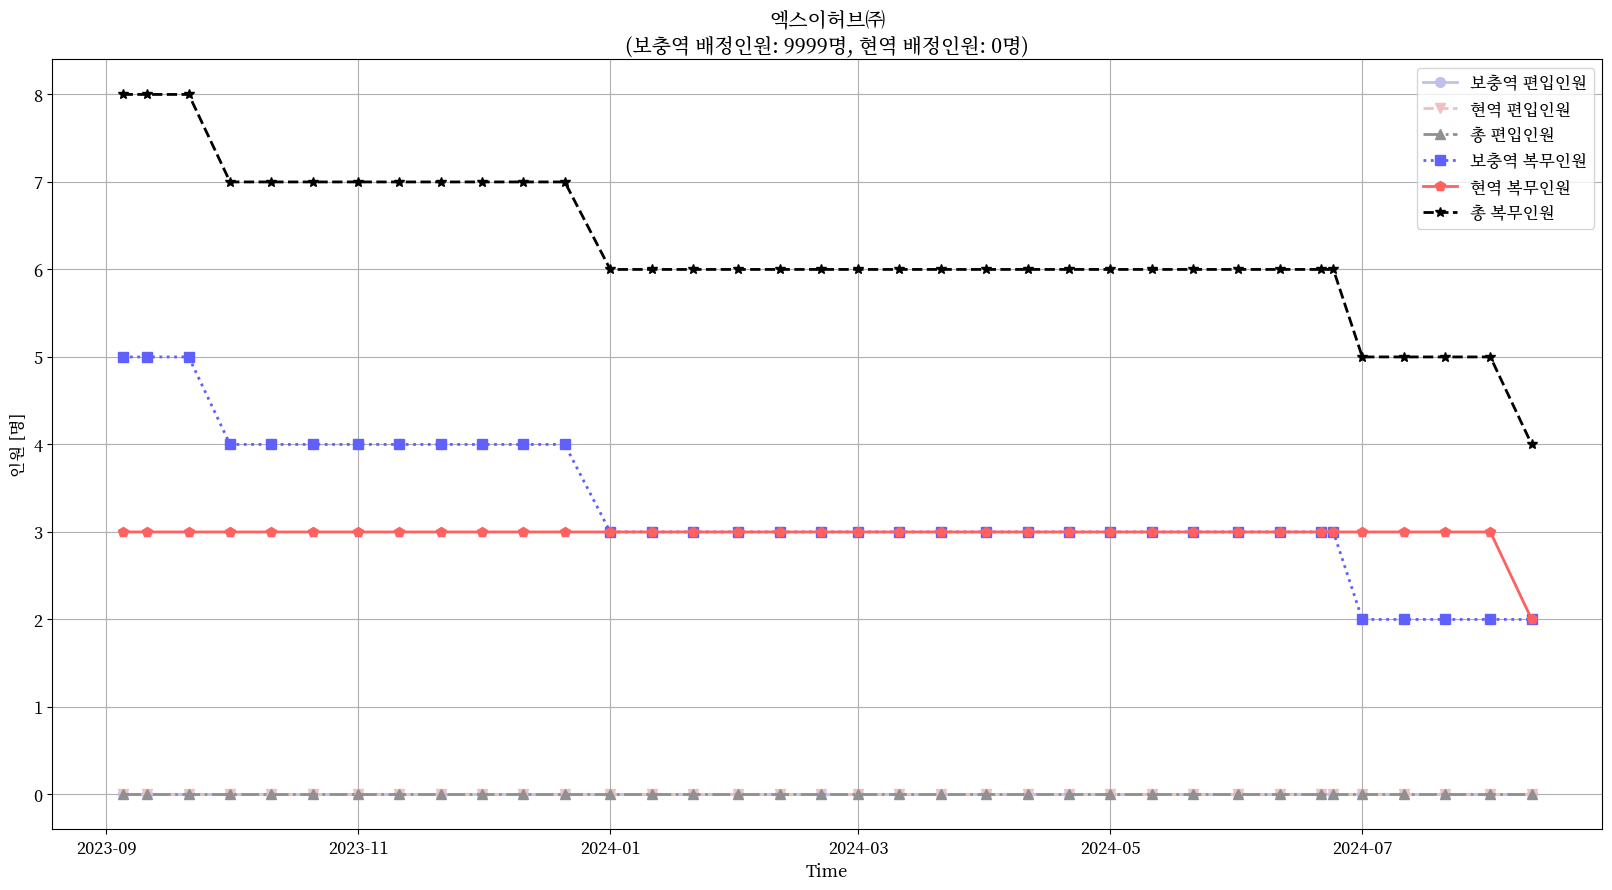 엑스이허브㈜
(보충역 배정인원: 9999명, 현역 배정인원: 0명)
보충역 편입인원
현역 편입인원
총 편입인원
보충역 복무인원
현역 복무인원
총 복무인원
인원 [명]
8
7
6
5
4
3
2
1
0
2023-09
2023-11
2024-01
2024-03
2024-05
2024-07
Time